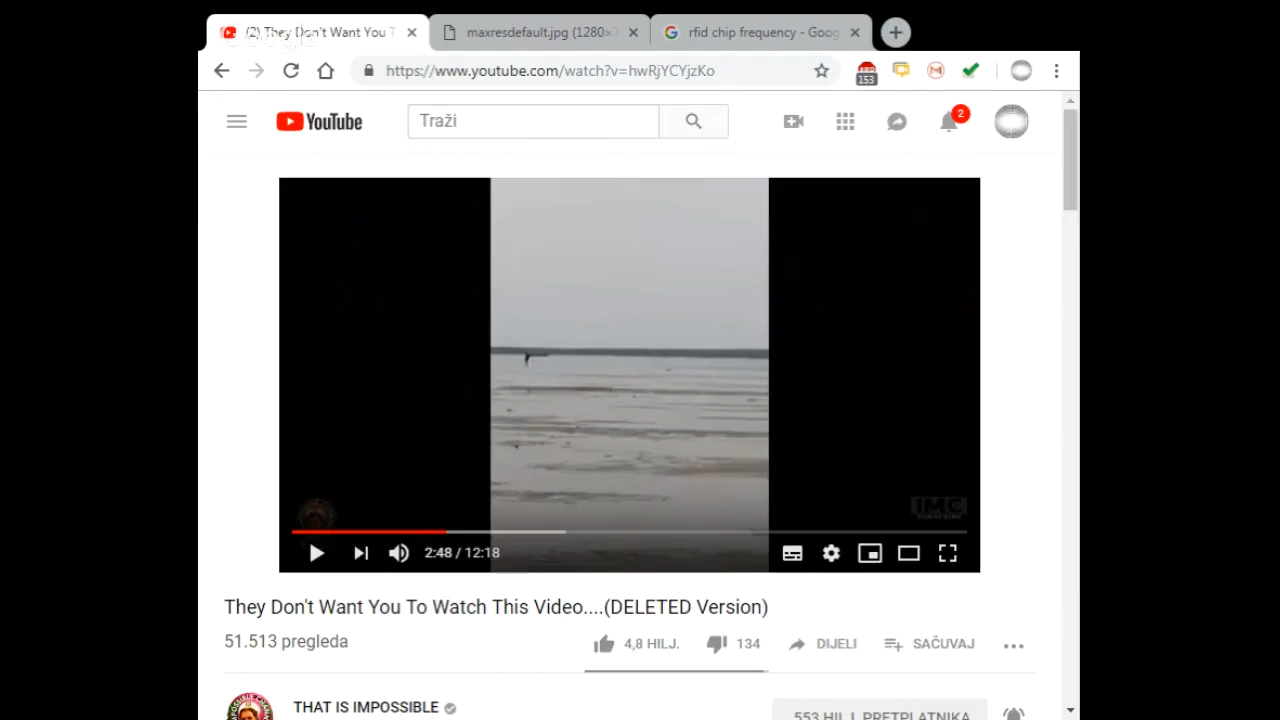 (2) They Don't Want You T
maxresdefault.jpg (1280×7
rfid chip frequency - Goog
https://www.youtube.com/watch?v=hwRjYCYjzKo
153
YouTube
Traži
2
IMC
SUBSCRIBE
2:48 / 12:18
They Don't Want You To Watch This Video....(DELETED Version)
51.513 pregleda
4,8 HILJ.
134
DIJELI
SAČUVAJ
THAT IS IMPOSSIBLE
553 HILJ. PRETPLATNIKA